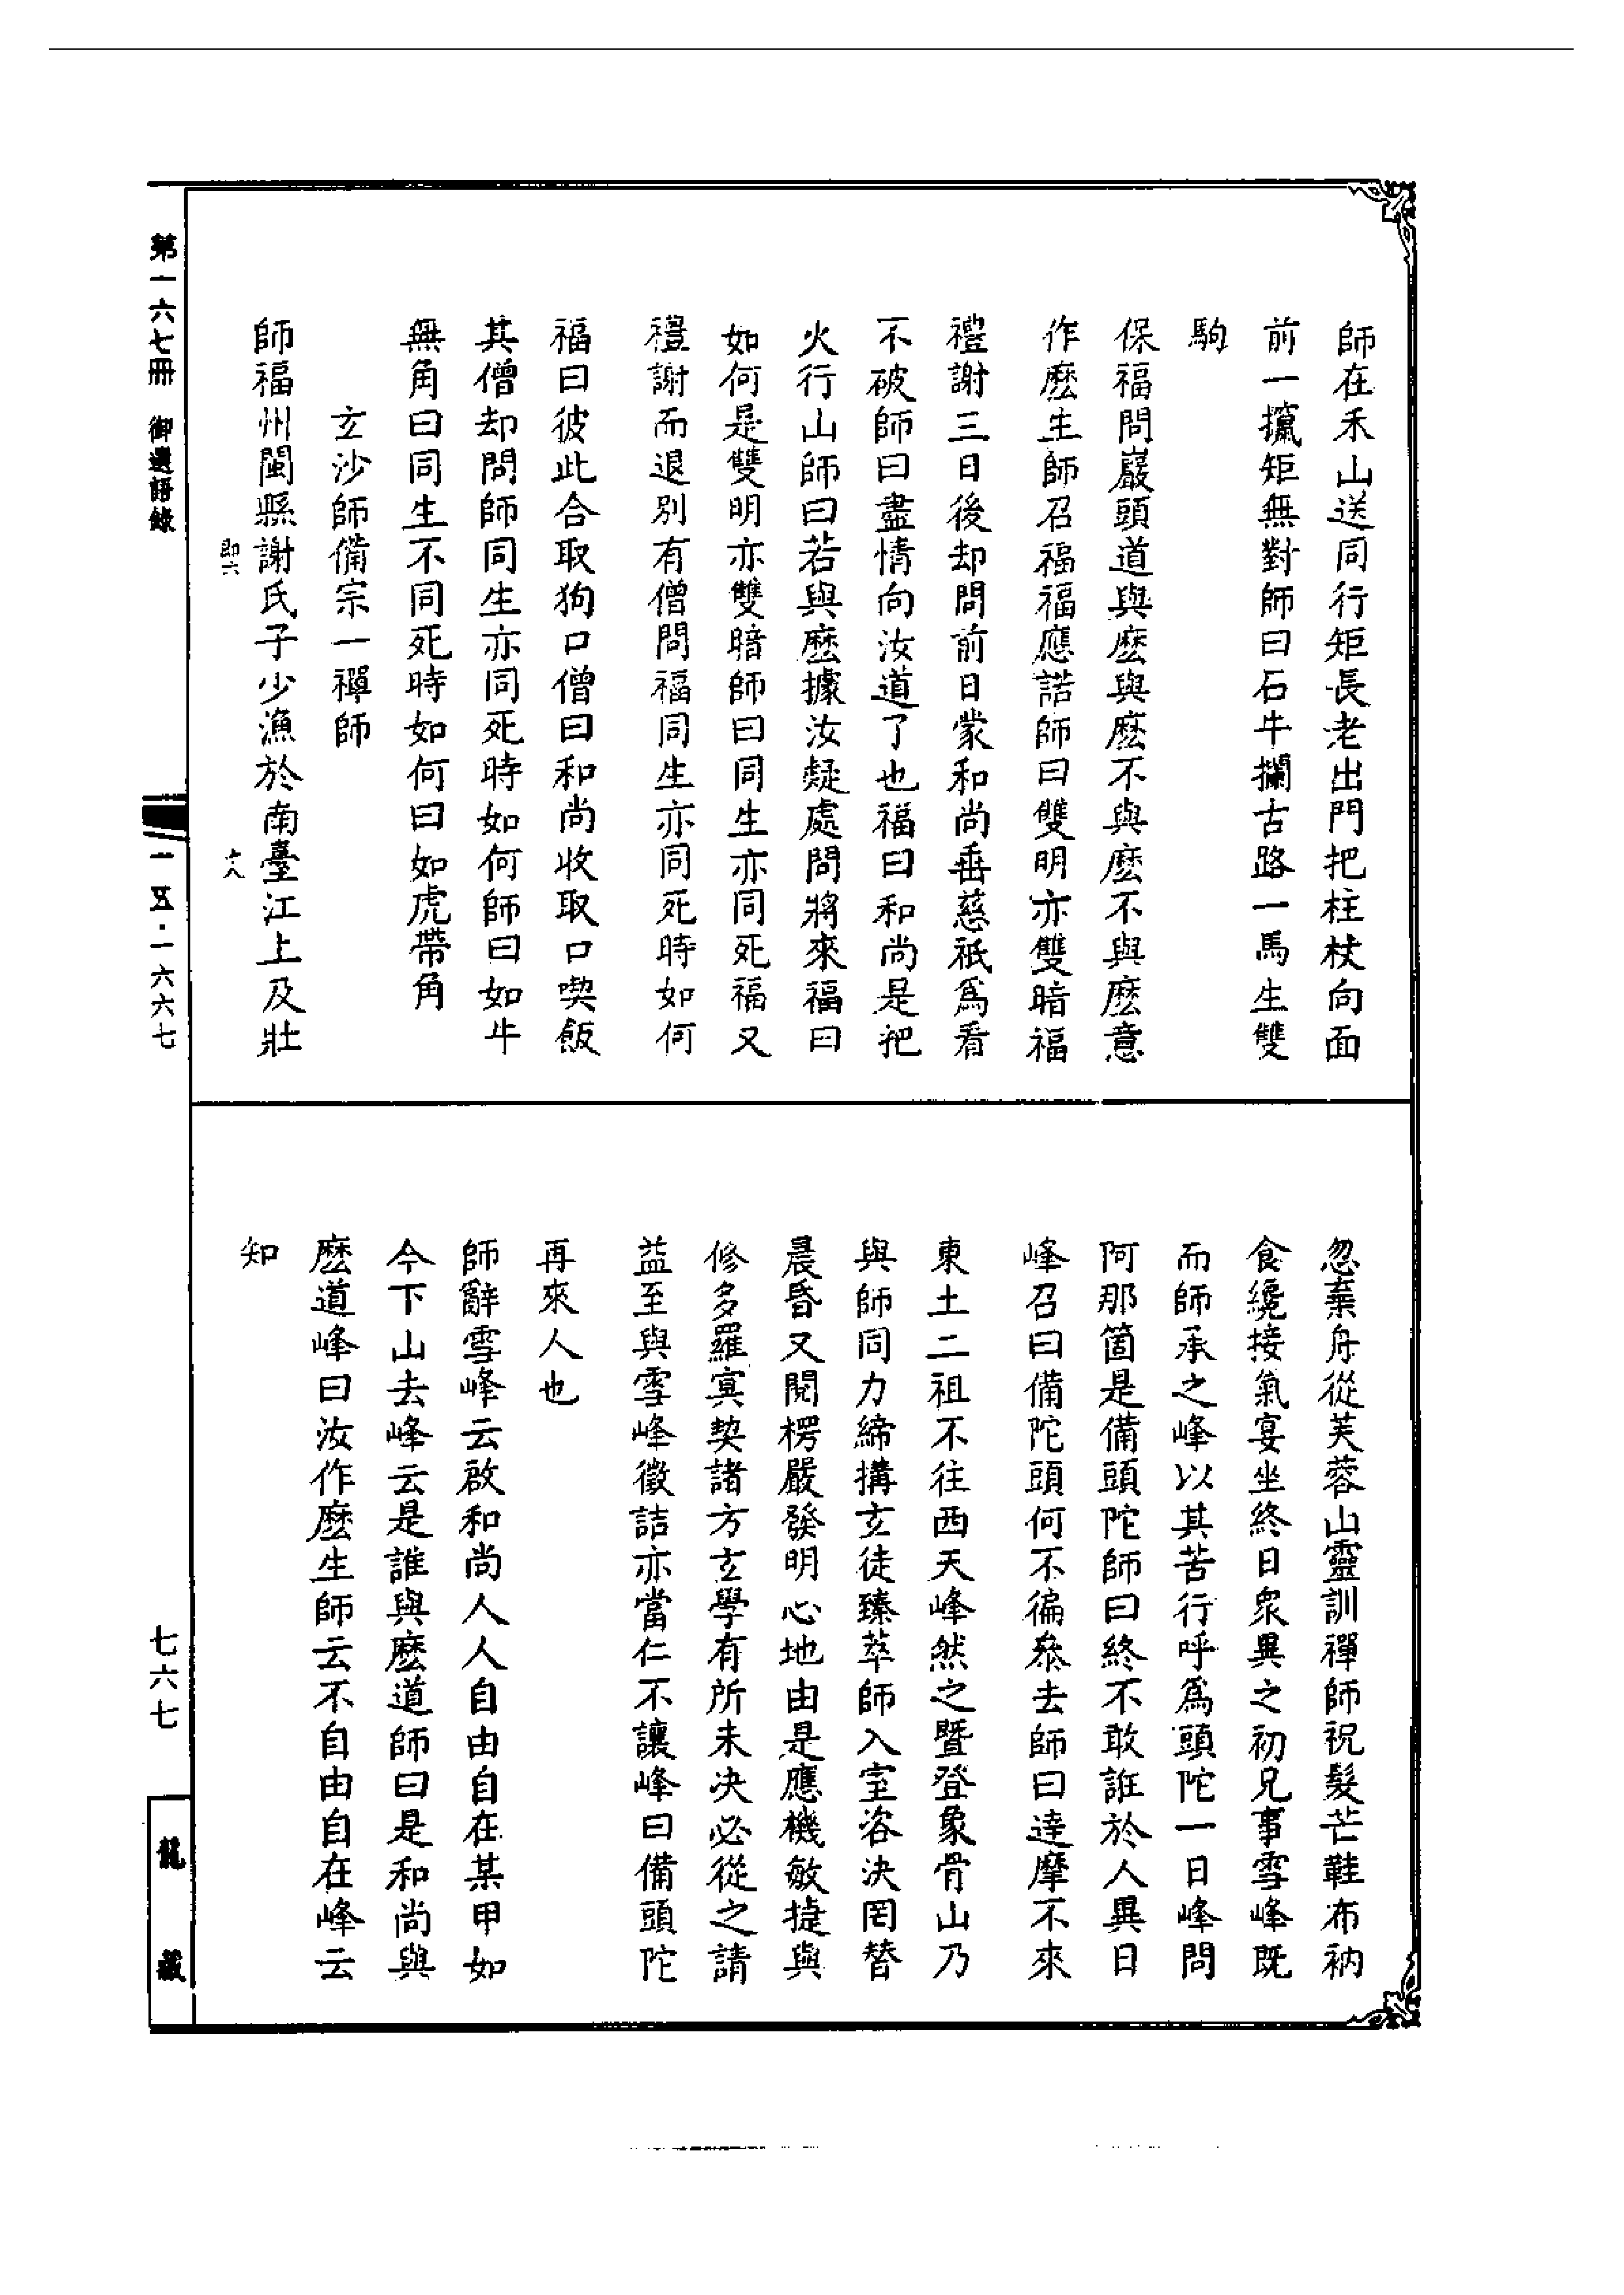 師在禾山送同行矩長老出門把柱杖向面
前一攛矩無對師曰石牛攔古路一馬生雙
駒
保福問巖頭道與麽與麽不與麽不與麽意
作麽生師召福福應諾師曰雙明亦雙暗福
禮謝三日後却問前日蒙和尚垂慈祇爲看
不破師曰盡情向汝道了也福曰和尚是把
火行山師曰若與麽據汝疑處問將來福曰
如何是雙明亦雙暗師曰同生亦同死福又
禮謝而退別有僧問福同生亦同死時如何
福曰彼此合取狗口僧曰和尚收取口喫飯
其僧却問師同生亦同死時如何師曰如牛
無角曰同生不同死時如何曰如虎帶角
玄沙師備宗一禪師
師福州閩縣謝氏子少漁於南臺江上及壯
即六
十八
忽棄舟從芙蓉山靈訓禪師祝髮芒鞋布衲
食纔接氣宴坐終日衆異之初兄事雪峰既
而師承之峰以其苦行呼爲頭陀一日峰問
阿那箇是備頭陀師曰終不敢誑於人異日
峰召曰備陀頭何不徧叅去師曰達摩不來
東土二祖不往西天峰然之暨登象骨山乃
與師同力締搆玄徒臻萃師入室咨決罔替
晨昏又閱楞嚴發明心地由是應機敏捷與
修多羅冥契諸方玄學有所未决必從之請
益至與雪峰徵詰亦當仁不讓峰曰備頭陀
再來人也
師辭雪峰云啟和尚人人自由自在某甲如
今下山去峰云是誰與麽道師曰是和尚與
麽道峰曰汝作麽生師云不自由自在峰云
知
第一六七冊 御選語錄
一五·一六六七
七六七
龍藏